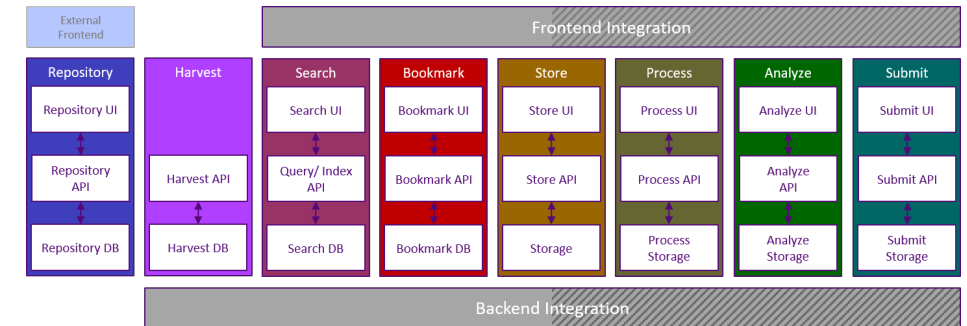 External
Frontend
Frontend Integration
Repository
Harvest
Search
Bookmark
Store
Process
Analyze
Submit
Repository UI
Search UI
Bookmark UI
Store UI
Process UI
Analyze UI
Submit UI
Repository
API
Harvest API
Query/ Index
API
Bookmark API
Store API
Process API
Analyze
API
Submit API
Repository DB
Harvest DB
Search DB
Bookmark DB
Storage
Process
Storage
Analyze
Storage
Submit
Storage
Backend Integration